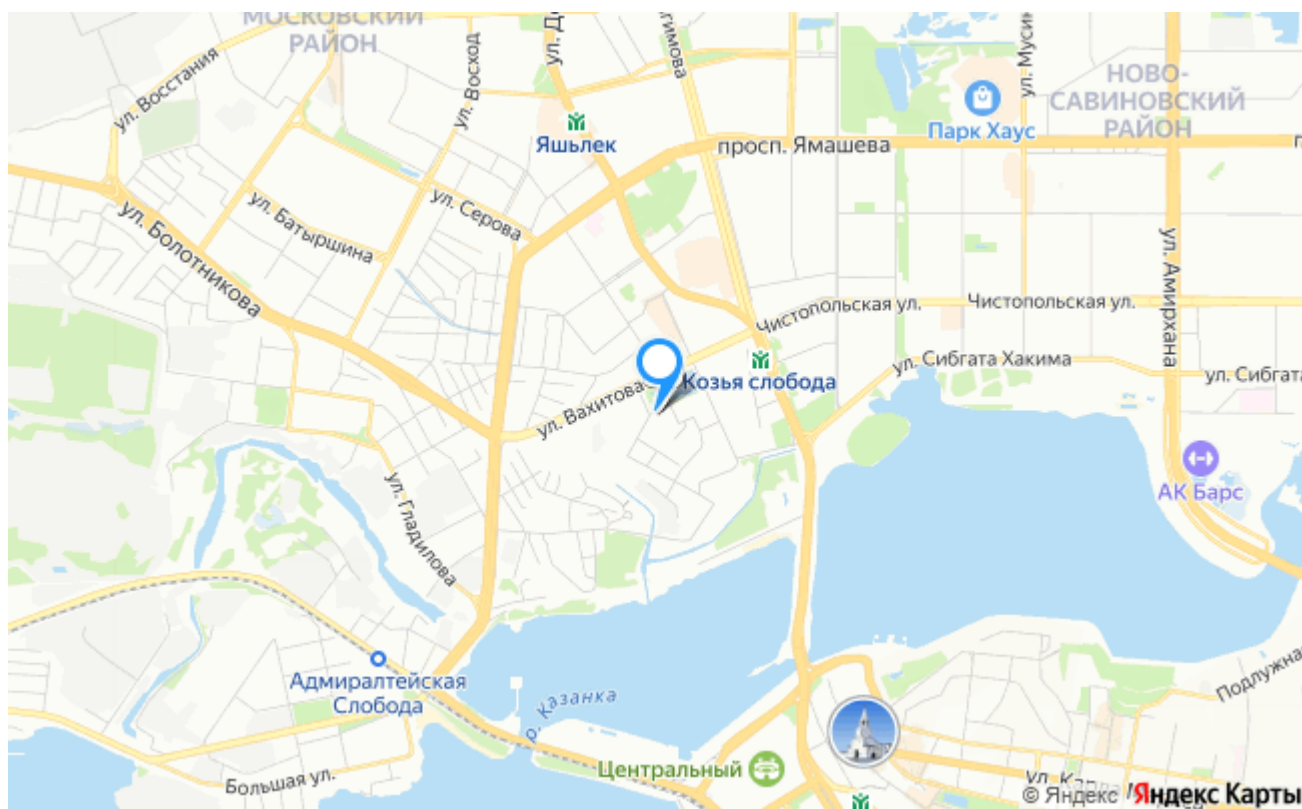 МОСКОВСКИЙ
РАЙОН
ул. Восстания
ул. Восход
НОВО-
САВИНОВСКИЙ
РАЙОН
Парк Хаус
Яшьлек
просп. Ямашева
ул. Серова
ул. Батыршина
ул. Болотникова
ул. Амирхана
Чистопольская ул.
Чистопольская ул.
ул. Сибгата Хакима
ул. Сибгата
Козья слобода
ул. Вахитова
ул. Гладилова
АК Барс
Адмиралтейская
Слобода
р. Казанка
Подлужная
Центральный
Большая ул.
© Яндекс Яндекс Карты